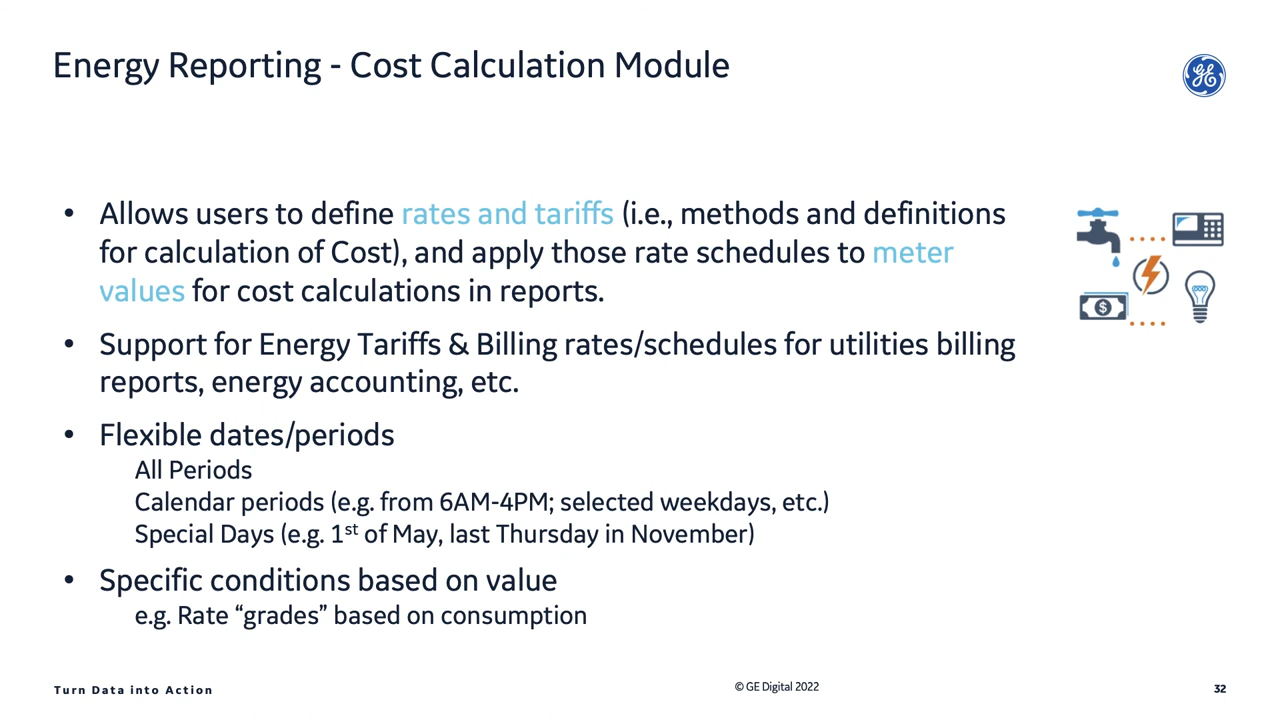 Energy Reporting - Cost Calculation Module
GE
• Allows users to define rates and tariffs (i.e., methods and definitions
for calculation of Cost), and apply those rate schedules to meter
values for cost calculations in reports.
$
• Support for Energy Tariffs & Billing rates/schedules for utilities billing
reports, energy accounting, etc.
• Flexible dates/periods
All Periods
Calendar periods (e.g. from 6AM-4PM; selected weekdays, etc.)
Special Days (e.g. 1st of May, last Thursday in November)
• Specific conditions based on value
e.g. Rate “grades” based on consumption
Turn Data into Action
© GE Digital 2022
32